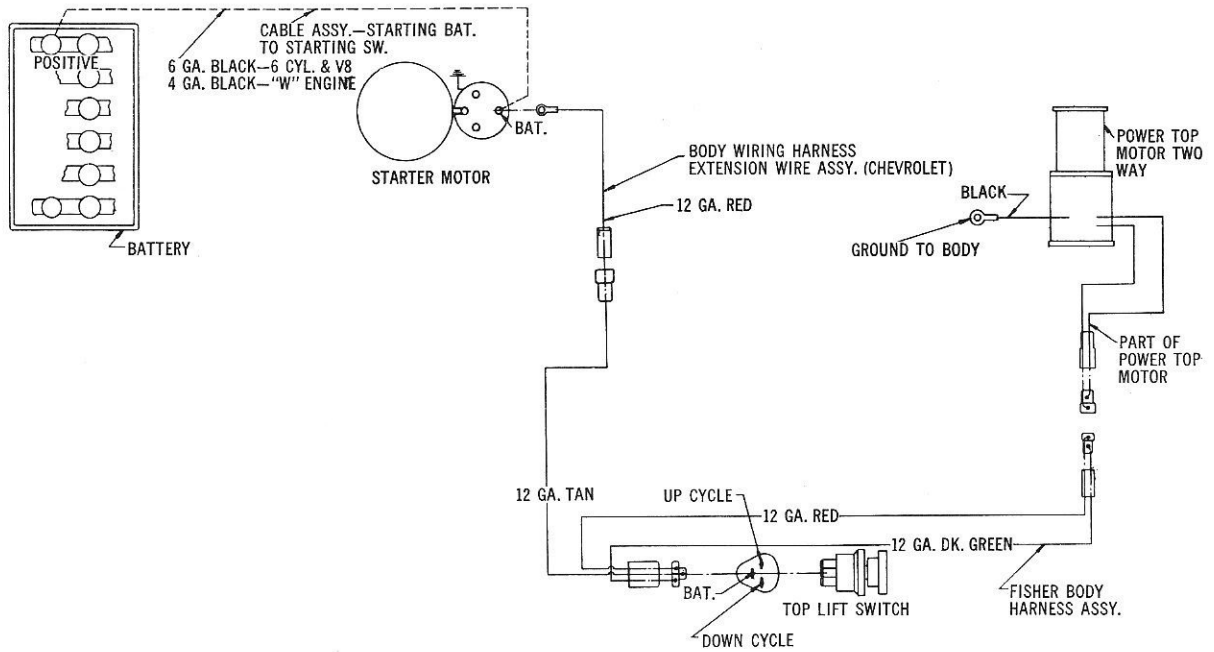 CABLE ASSY.—STARTING BAT.
TO STARTING SW.
POSITIVE
6 GA. BLACK—6 CYL. & V8
4 GA. BLACK—"W" ENGINE
BAT.
STARTER MOTOR
BATTERY
BODY WIRING HARNESS
EXTENSION WIRE ASSY. (CHEVROLET)
12 GA. RED
POWER TOP
MOTOR TWO
WAY
BLACK
GROUND TO BODY
PART OF
POWER TOP
MOTOR
12 GA. TAN
UP CYCLE
12 GA. RED
12 GA. DK. GREEN
BAT.
TOP LIFT SWITCH
DOWN CYCLE
FISHER BODY
HARNESS ASSY.